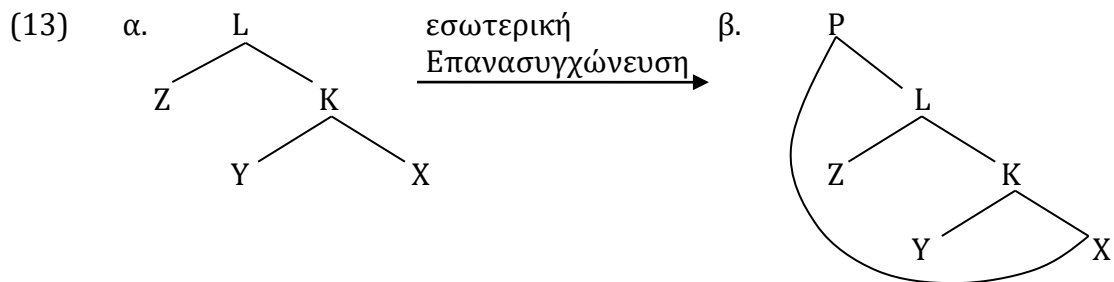 (13) α. L εσωτερική β. P
Επανασυγχώνευση
Z K L
Y X Z K
Y X